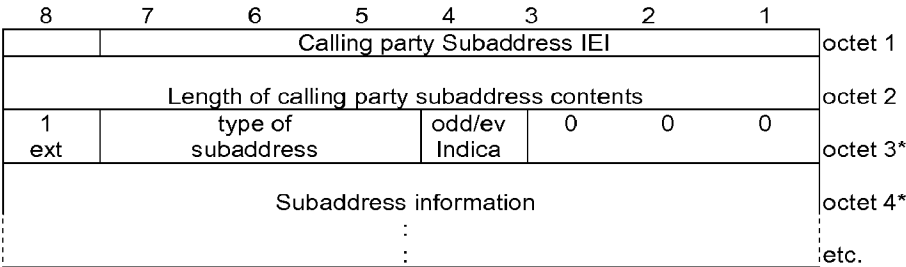 8 7 6 5 4 3 2 1
Calling party Subaddress IEI octet 1
Length of calling party subaddress contents octet 2
1 type of odd/ev 0 0 0
ext subaddress Indica octet 3*
Subaddress information octet 4*
:
: etc.